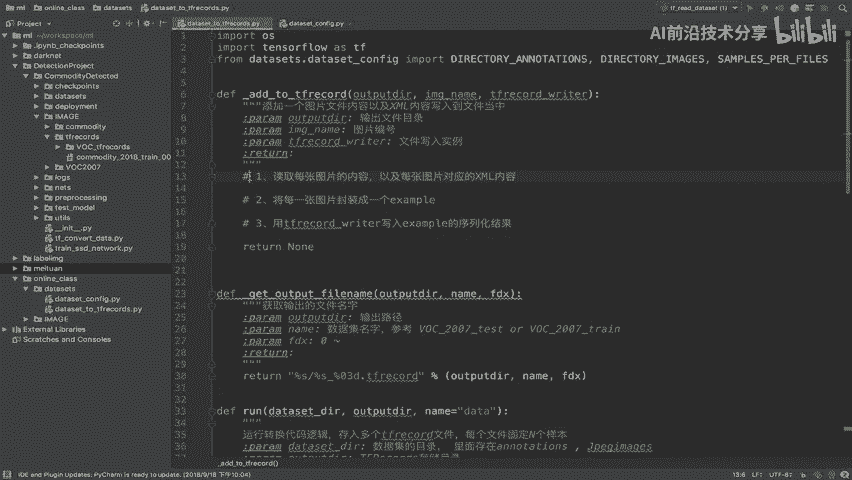 ml
online_class
datasets
dataset_to_tfrecords.py
tf_read_dataset (1)
AI前沿技术分享
bilibili
Project
dataset_to_tfrecords.py
dataset_config.py
ml ~/workspace/ml
.ipynb_checkpoints
darknet
DetectionProject
CommodityDetected
checkpoints
datasets
deployment
IMAGE
commodity
tfrecords
VOC_tfrecords
commodity_2018_train_00
VOC2007
logs
nets
preprocessing
test_model
utils
__init__.py
tf_convert_data.py
train_ssd_network.py
labelimg
meituan
online_class
datasets
dataset_config.py
dataset_to_tfrecords.py
IMAGE
External Libraries
Scratches and Consoles
1 import os
2 import tensorflow as tf
3 from datasets.dataset_config import DIRECTORY_ANNOTATIONS, DIRECTORY_IMAGES, SAMPLES_PER_FILES
4
5
6 def _add_to_tfrecord(outputdir, img_name, tfrecord_writer):
7 """添加一个图片文件内容以及XML内容写入到文件当中
8 :param outputdir: 输出文件目录
9 :param img_name: 图片编号
10 :param tfrecord_writer: 文件写入实例
11 :return:
12 """
13 # 1、读取每张图片的内容，以及每张图片对应的XML内容
14
15 # 2、将每一张图片封装成一个example
16
17 # 3、用tfrecprd_writer写入example的序列化结果
18
19 return None
20
21
22
23 def _get_output_filename(outputdir, name, fdx):
24 """获取输出的文件名字
25 :param outputdir: 输出路径
26 :param name: 数据集名字，参考 VOC_2007_test or VOC_2007_train
27 :param fdx: 0 ~
28 :return:
29 """
30 return "%s/%s_%03d.tfrecord" % (outputdir, name, fdx)
31
32
33 def run(dataset_dir, outputdir, name="data"):
34 """
35 运行转换代码逻辑，存入多个tfrecord文件，每个文件固定N个样本
36 :param dataset_dir: 数据集的目录， 里面存在annotations , Jpegimages
_add_to_tfrecord()
IDE and Plugin Updates: PyCharm is ready to update. (2018/9/18 下午10:04)
13:6
LF÷
UTF-8÷